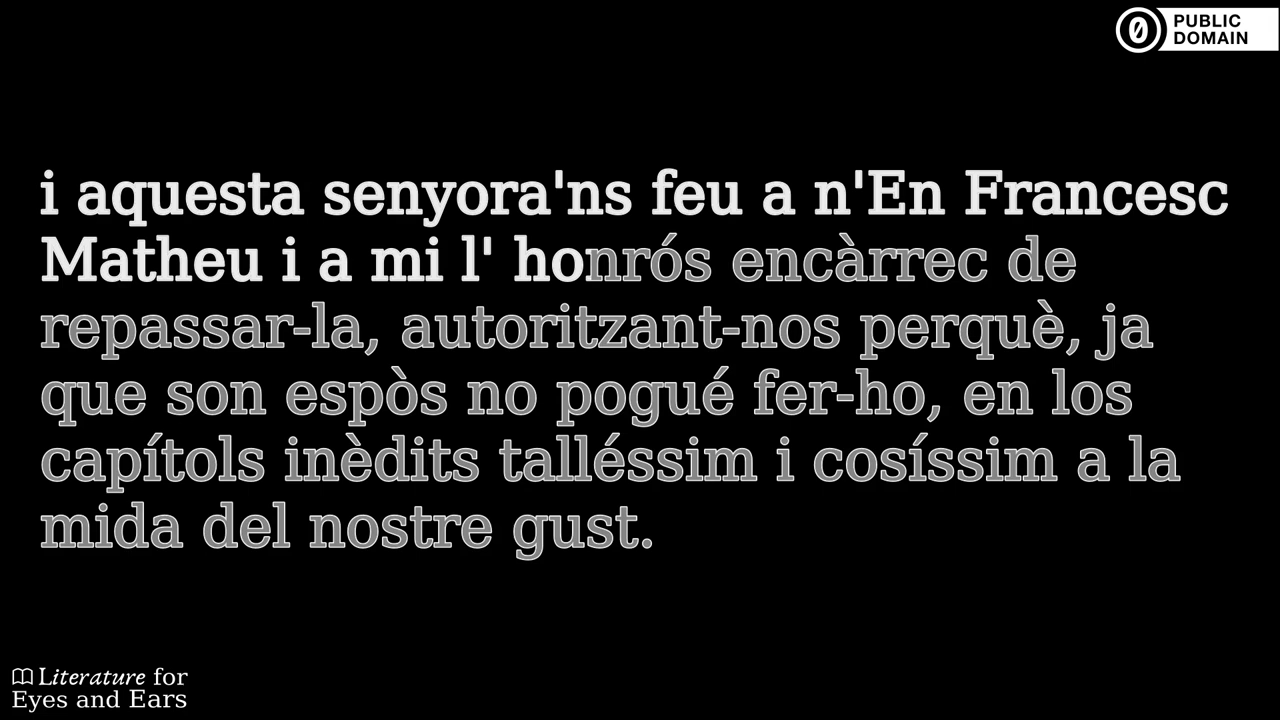 PUBLIC
DOMAIN
i aquesta senyora'ns feu a n'En Francesc
Matheu i a mi l' honrós encàrrec de
repassar-la, autoritzant-nos perquè, ja
que son espòs no pogué fer-ho, en los
capítols inèdits talléssim i cosíssim a la
mida del nostre gust.
Literature for
Eyes and Ears